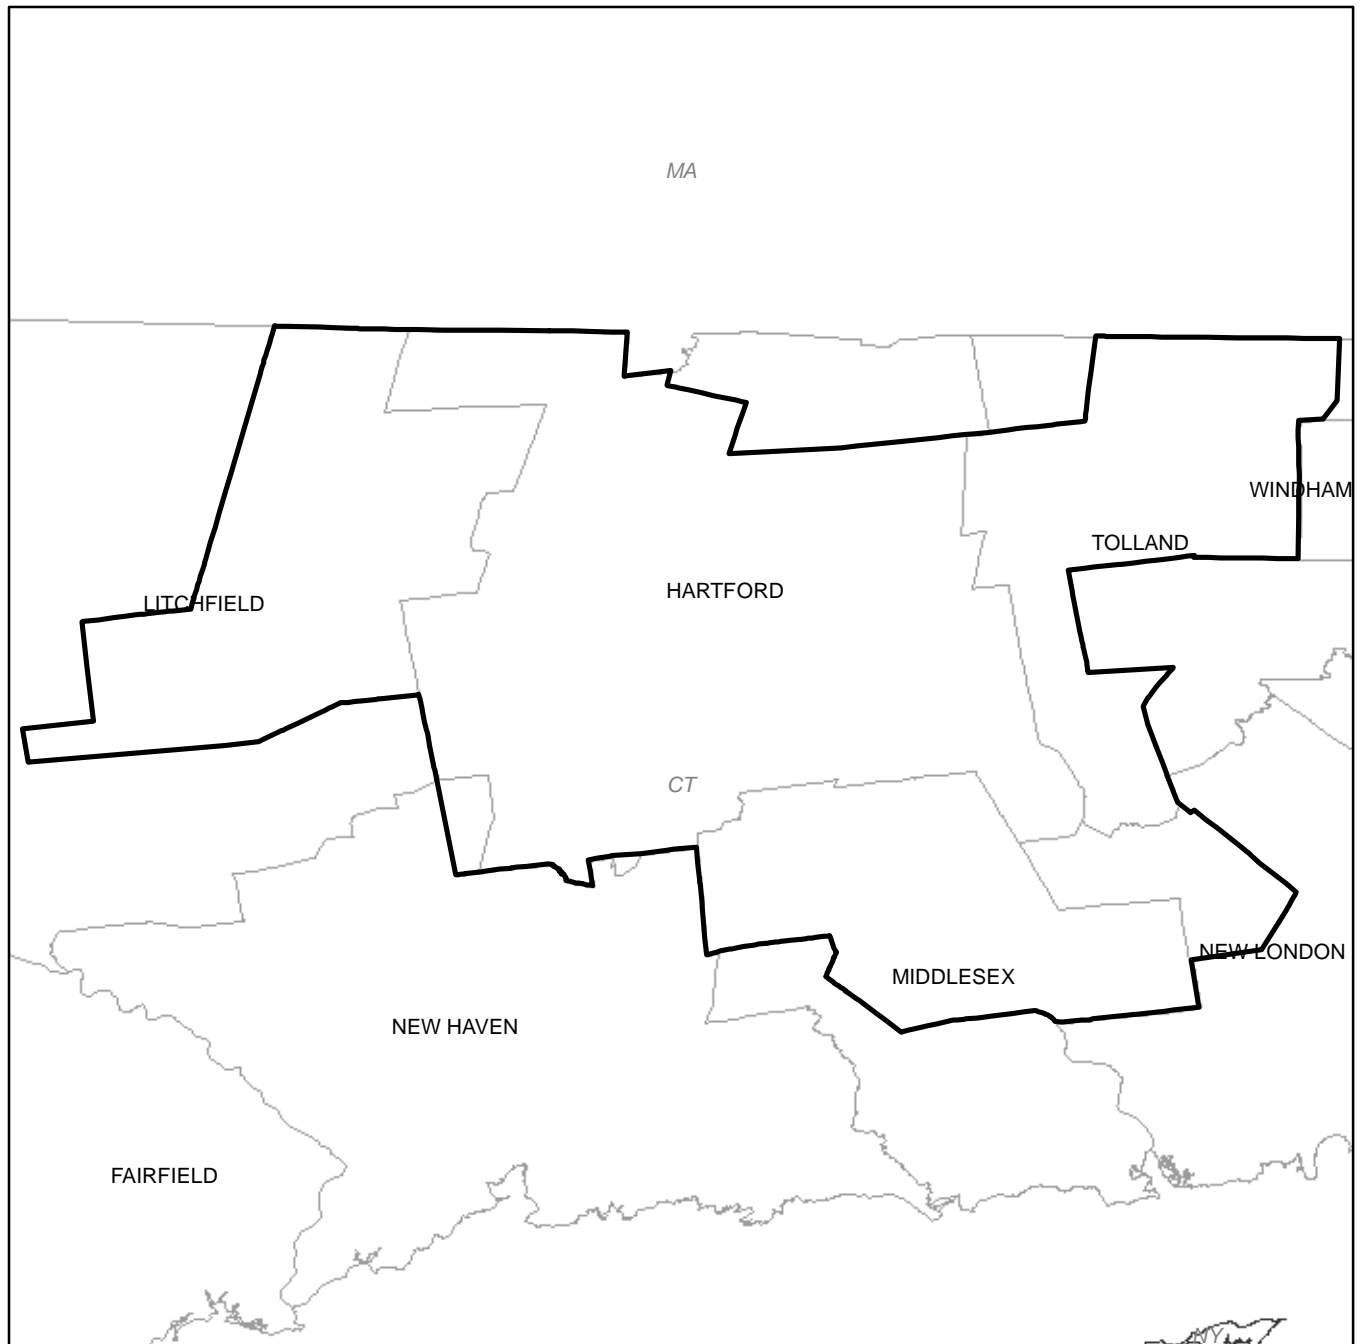 MA
WINDHAM
TOLLAND
HARTFORD
LITCHFIELD
CT
NEW LONDON
MIDDLESEX
NEW HAVEN
FAIRFIELD